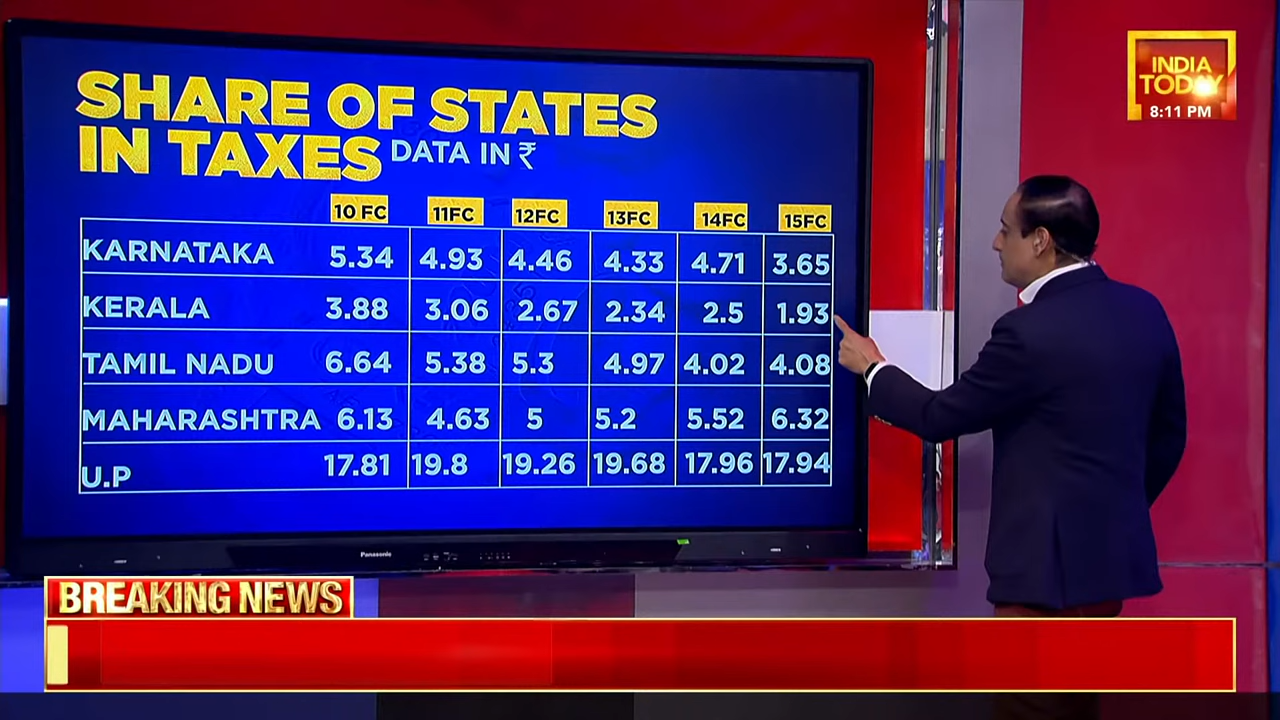 SHARE OF STATES
IN TAXES DATA IN ₹
10 FC 11FC 12FC 13FC 14FC 15FC
KARNATAKA 5.34 4.93 4.46 4.33 4.71 3.65
KERALA 3.88 3.06 2.67 2.34 2.5 1.93
TAMIL NADU 6.64 5.38 5.3 4.97 4.02 4.08
MAHARASHTRA 6.13 4.63 5 5.2 5.52 6.32
U.P 17.81 19.8 19.26 19.68 17.96 17.94
Panasonic
INDIA
TODAY
8:11 PM
BREAKING NEWS